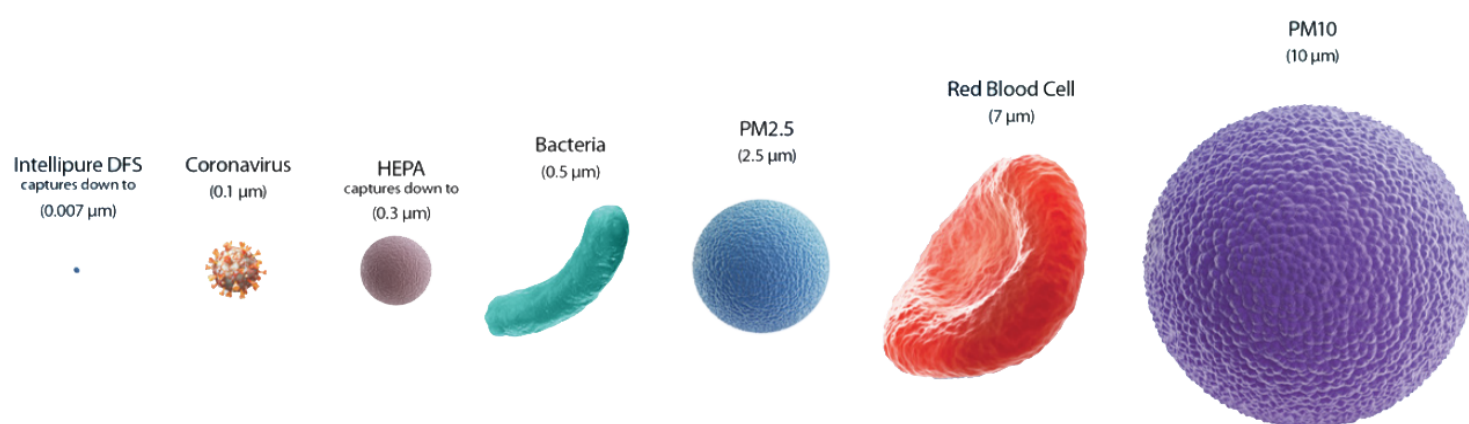 Intellipure DFS
captures down to
(0.007 µm)
Coronavirus
(0.1 µm)
HEPA
captures down to
(0.3 µm)
Bacteria
(0.5 µm)
PM2.5
(2.5 µm)
Red Blood Cell
(7 µm)
PM10
(10 µm)